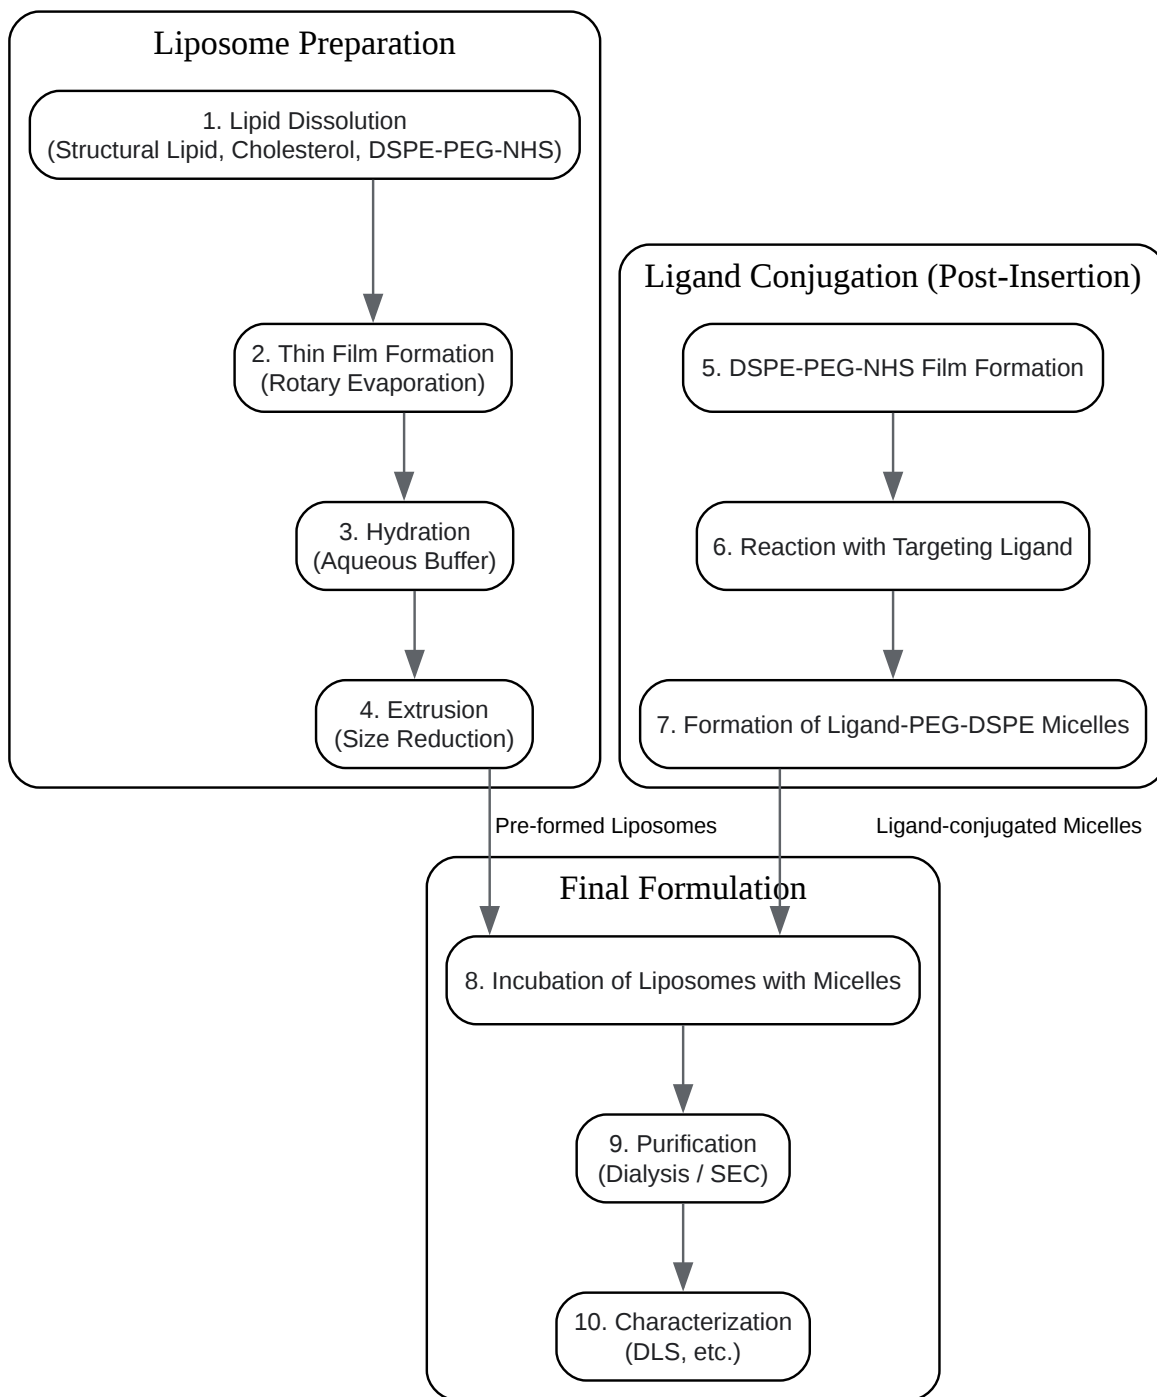 Liposome Preparation
1. Lipid Dissolution
(Structural Lipid, Cholesterol, DSPE-PEG-NHS)
2. Thin Film Formation
(Rotary Evaporation)
3. Hydration
(Aqueous Buffer)
4. Extrusion
(Size Reduction)
Ligand Conjugation (Post-Insertion)
5. DSPE-PEG-NHS Film Formation
6. Reaction with Targeting Ligand
7. Formation of Ligand-PEG-DSPE Micelles
Pre-formed Liposomes
Ligand-conjugated Micelles
Final Formulation
8. Incubation of Liposomes with Micelles
9. Purification
(Dialysis / SEC)
10. Characterization
(DLS, etc.)